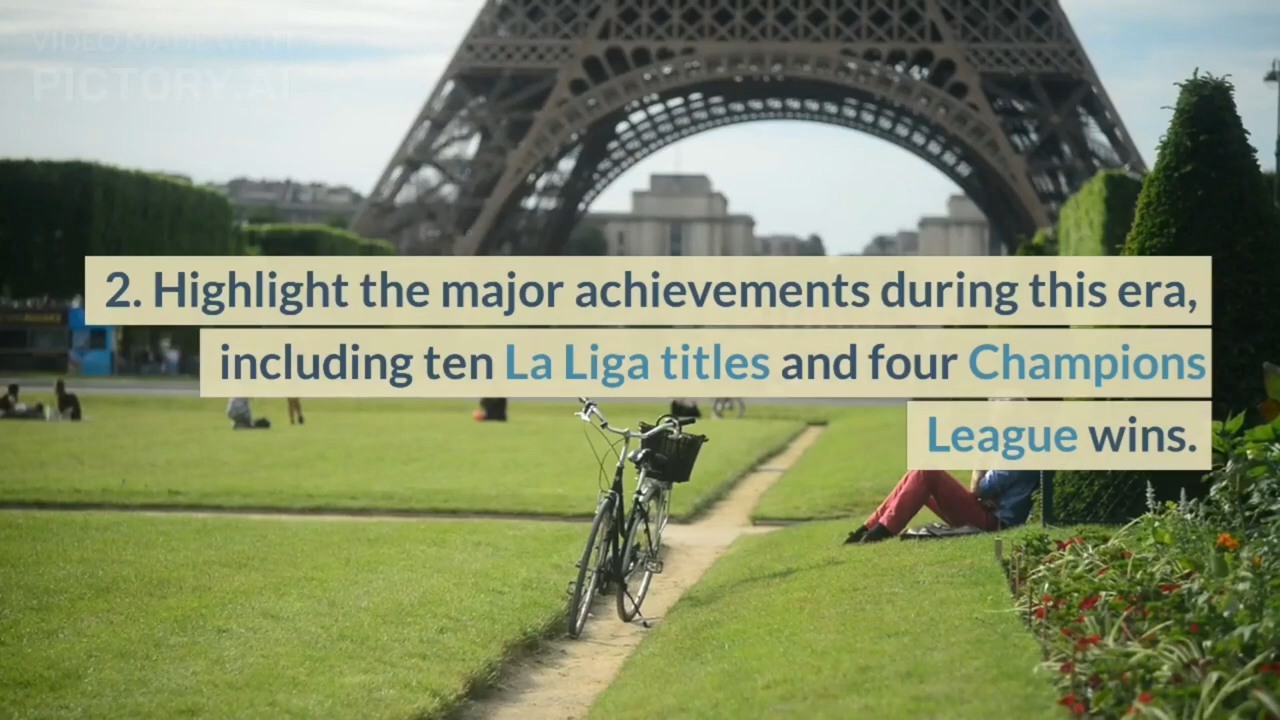 VIDEO MADE WITH
PICTORY.AI
2. Highlight the major achievements during this era,
including ten La Liga titles and four Champions
League wins.